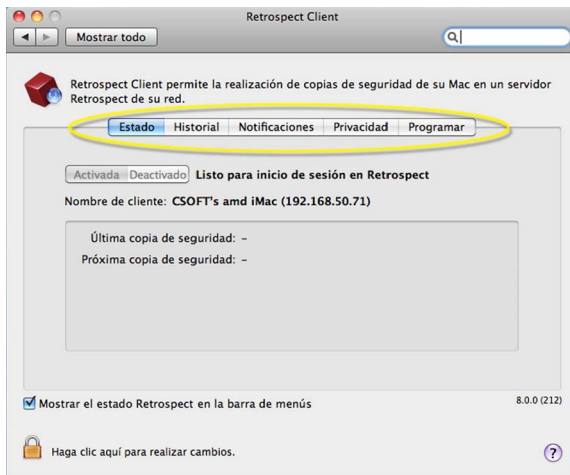 Retrospect Client
Mostrar todo
Retrospect Client permite la realización de copias de seguridad de su Mac en un servidor
Retrospect de su red.
Estado Historial Notificaciones Privacidad Programar
Activada Deactivado Listo para inicio de sesión en Retrospect
Nombre de cliente: CSOFT's amd iMac (192.168.50.71)
Última copia de seguridad: –
Próxima copia de seguridad: –
Mostrar el estado Retrospect en la barra de menús 8.0.0 (212)
Haga clic aquí para realizar cambios. ?